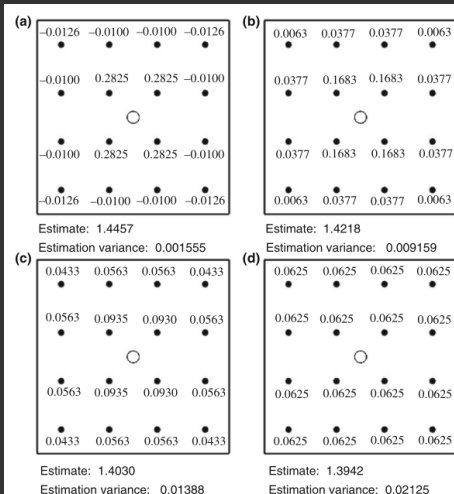 (a)
-0.0126 -0.0100 -0.0100 -0.0126
-0.0100 0.2825 0.2825 -0.0100
-0.0100 0.2825 0.2825 -0.0100
-0.0126 -0.0100 -0.0100 -0.0126
Estimate: 1.4457
Estimation variance: 0.001555
(b)
0.0063 0.0377 0.0377 0.0063
0.0377 0.1683 0.1683 0.0377
0.0377 0.1683 0.1683 0.0377
0.0063 0.0377 0.0377 0.0063
Estimate: 1.4218
Estimation variance: 0.009159
(c)
0.0433 0.0563 0.0563 0.0433
0.0563 0.0935 0.0930 0.0563
0.0563 0.0935 0.0930 0.0563
0.0433 0.0563 0.0563 0.0433
Estimate: 1.4030
Estimation variance: 0.01388
(d)
0.0625 0.0625 0.0625 0.0625
0.0625 0.0625 0.0625 0.0625
0.0625 0.0625 0.0625 0.0625
0.0625 0.0625 0.0625 0.0625
Estimate: 1.3942
Estimation variance: 0.02125